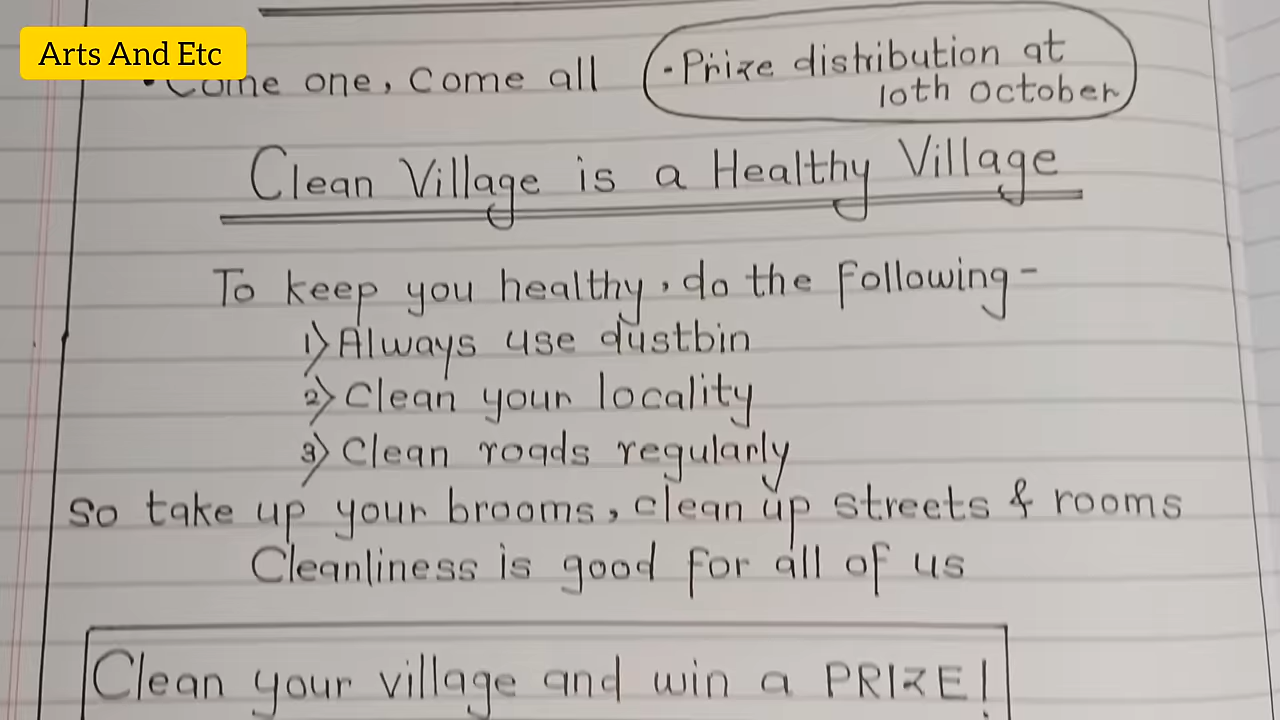 Arts And Etc
• Come one, Come all
• Prize distribution at
10th October
Clean Village is a Healthy Village
To keep you healthy, do the following -
1) Always use dustbin
2) Clean your locality
3) Clean roads regularly
So take up your brooms, clean up streets & rooms
Cleanliness is good for all of us
Clean your village and win a PRIZE!